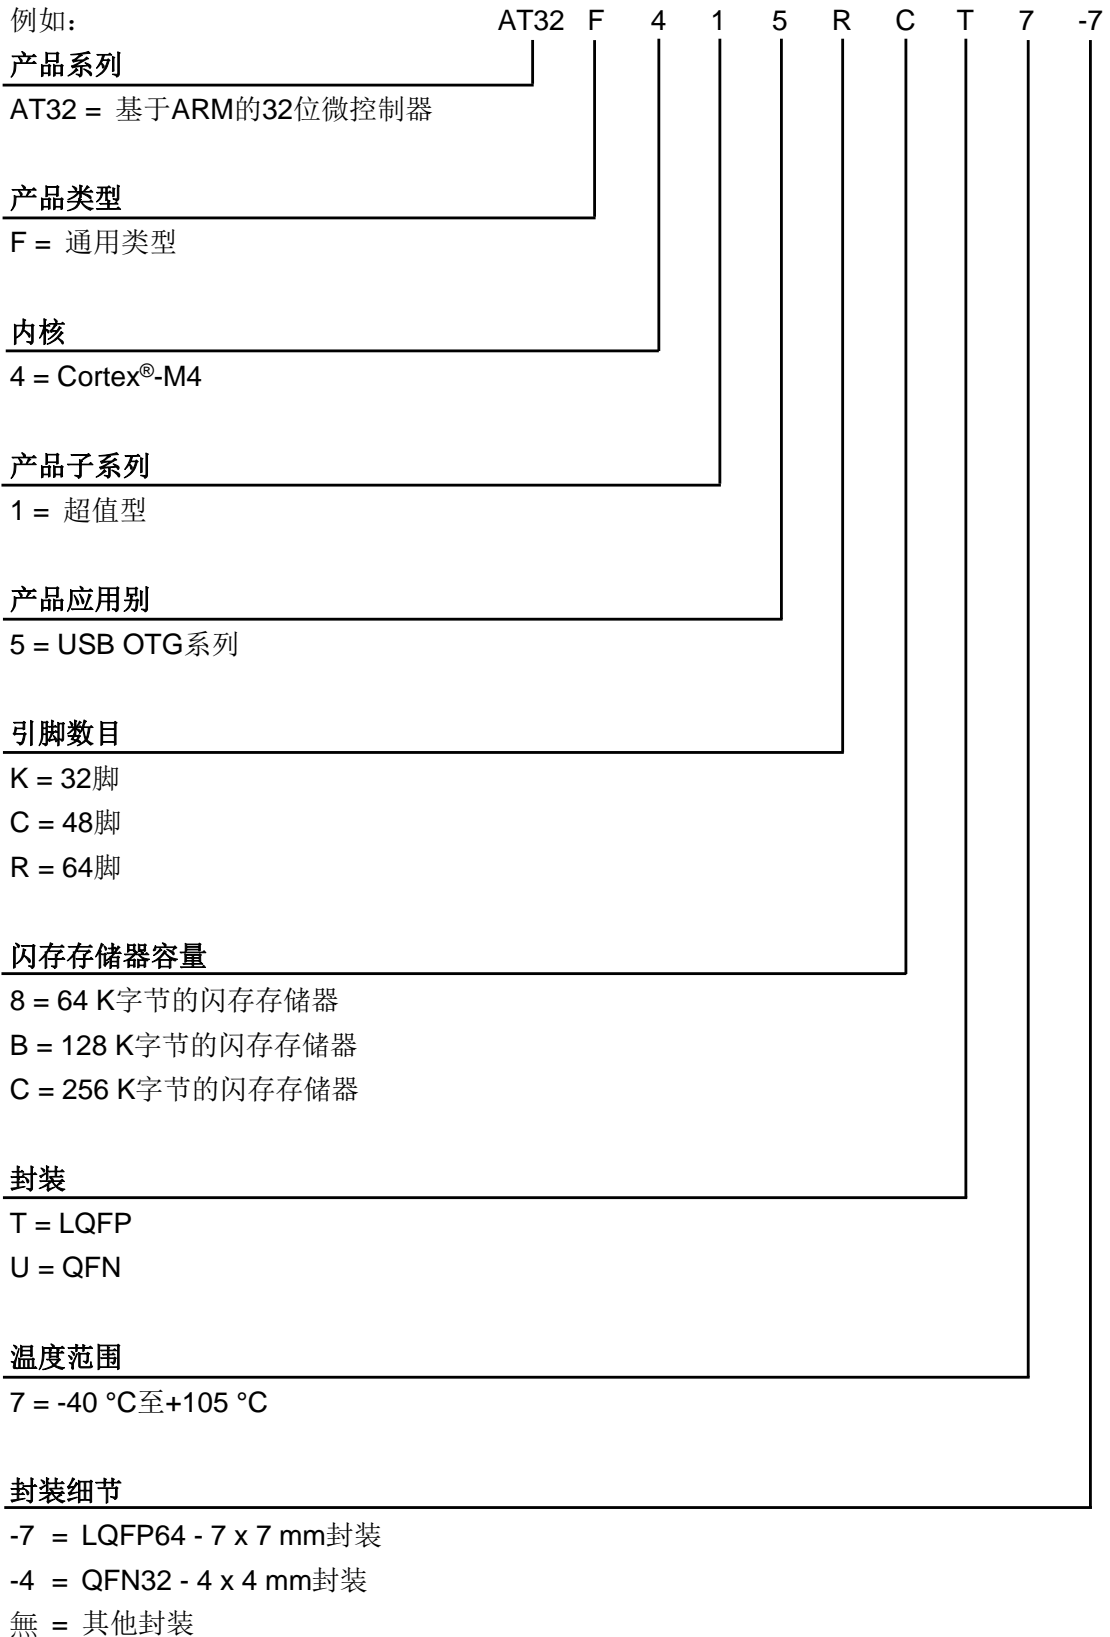 例如： AT32 F 4 1 5 R C T 7 -7
产品系列
AT32 = 基于ARM的32位微控制器
产品类型
F = 通用类型
内核
4 = Cortex®-M4
产品子系列
1 = 超值型
产品应用别
5 = USB OTG系列
引脚数目
K = 32脚
C = 48脚
R = 64脚
闪存存储器容量
8 = 64 K字节的闪存存储器
B = 128 K字节的闪存存储器
C = 256 K字节的闪存存储器
封装
T = LQFP
U = QFN
温度范围
7 = -40 °C至+105 °C
封装细节
-7 = LQFP64 - 7 x 7 mm封装
-4 = QFN32 - 4 x 4 mm封装
無 = 其他封装